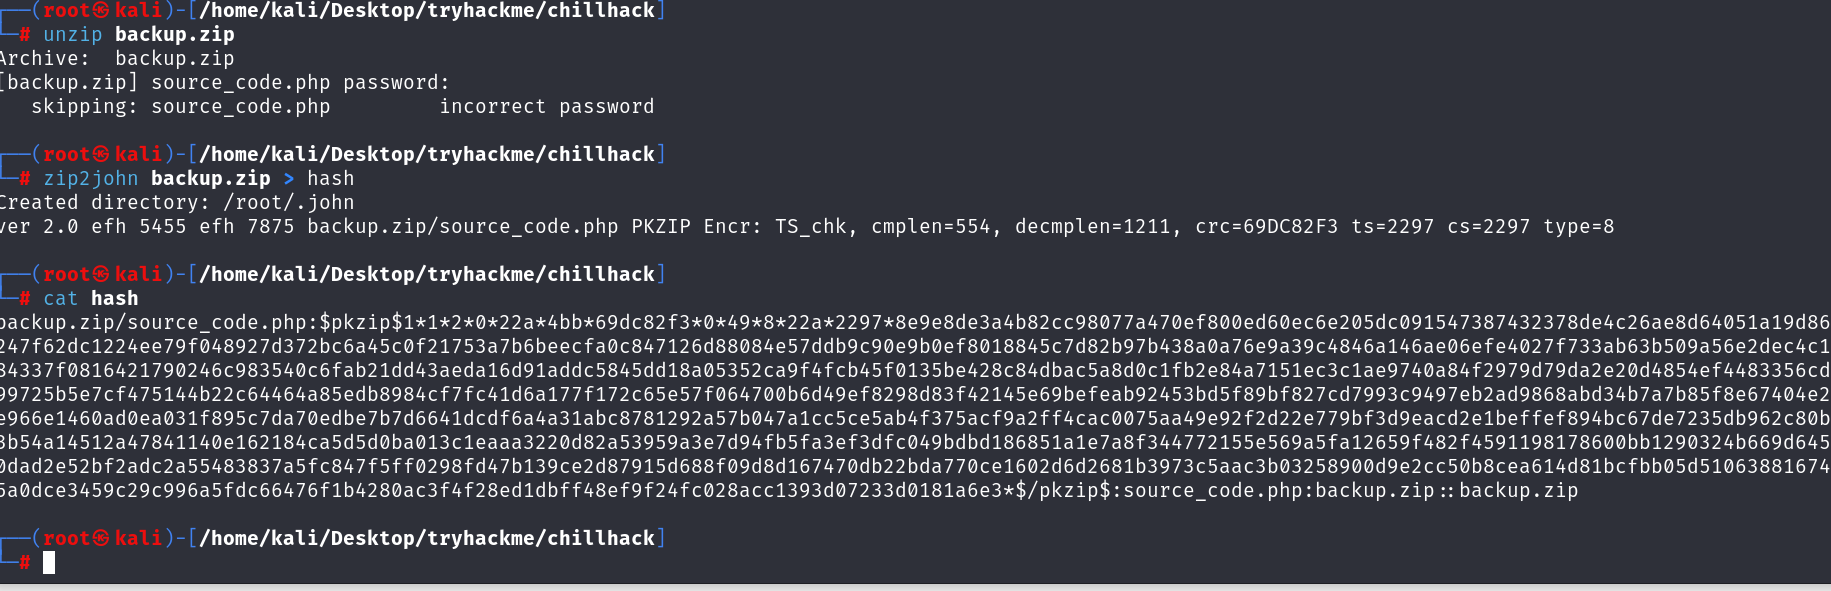 ┌──(root㉿kali)-[/home/kali/Desktop/tryhackme/chillhack]
└─# unzip backup.zip
Archive:  backup.zip
[backup.zip] source_code.php password:
   skipping: source_code.php         incorrect password
┌──(root㉿kali)-[/home/kali/Desktop/tryhackme/chillhack]
└─# zip2john backup.zip > hash
Created directory: /root/.john
ver 2.0 efh 5455 efh 7875 backup.zip/source_code.php PKZIP Encr: TS_chk, cmplen=554, decmplen=1211, crc=69DC82F3 ts=2297 cs=2297 type=8
┌──(root㉿kali)-[/home/kali/Desktop/tryhackme/chillhack]
└─# cat hash
backup.zip/source_code.php:$pkzip$1*1*2*0*22a*4bb*69dc82f3*0*49*8*22a*2297*8e9e8de3a4b82cc98077a470ef800ed60ec6e205dc091547387432378de4c26ae8d64051a19d86
247f62dc1224ee79f048927d372bc6a45c0f21753a7b6beecfa0c847126d88084e57ddb9c90e9b0ef8018845c7d82b97b438a0a76e9a39c4846a146ae06efe4027f733ab63b509a56e2dec4c1
84337f0816421790246c983540c6fab21dd43aeda16d91addc5845dd18a05352ca9f4fcb45f0135be428c84dbac5a8d0c1fb2e84a7151ec3c1ae9740a84f2979d79da2e20d4854ef4483356cd
99725b5e7cf475144b22c64464a85edb8984cf7fc41d6a177f172c65e57f064700b6d49ef8298d83f42145e69befeab92453bd5f89bf827cd7993c9497eb2ad9868abd34b7a7b85f8e67404e2
e966e1460ad0ea031f895c7da70edbe7b7d6641dcdf6a4a31abc8781292a57b047a1cc5ce5ab4f375acf9a2ff4cac0075aa49e92f2d22e779bf3d9eacd2e1beffef894bc67de7235db962c80b
3b54a14512a47841140e162184ca5d5d0ba013c1eaaa3220d82a53959a3e7d94fb5fa3ef3dfc049bdbd186851a1e7a8f344772155e569a5fa12659f482f4591198178600bb1290324b669d645
0dad2e52bf2adc2a55483837a5fc847f5ff0298fd47b139ce2d87915d688f09d8d167470db22bda770ce1602d6d2681b3973c5aac3b03258900d9e2cc50b8cea614d81bcfbb05d51063881674
5a0dce3459c29c996a5fdc66476f1b4280ac3f4f28ed1dbff48ef9f24fc028acc1393d07233d0181a6e3*$/pkzip$:source_code.php:backup.zip::backup.zip
┌──(root㉿kali)-[/home/kali/Desktop/tryhackme/chillhack]
└─#